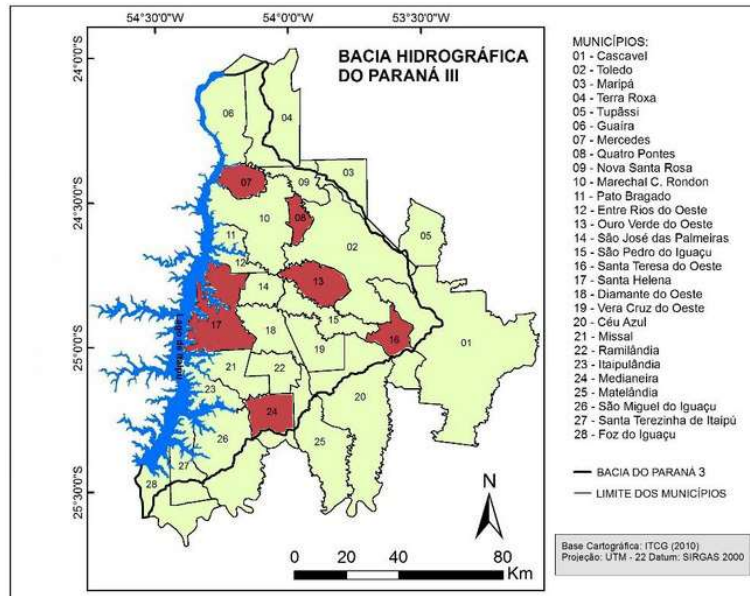 54°30'0"S
54°0'0"S
53°30'0"S
24°0'0"S
24°30'0"S
25°0'0"S
25°30'0"S
BACIA HIDROGRÁFICA
DO PARANÁ III
06
04
03
09
07
08
10
02
11
12
05
13
14
15
17
16
01
18
19
21
22
20
23
24
26
25
27
28
Lago de Itaipu
N
0 20 40 80
Km
MUNICÍPIOS:
01 - Cascavel
02 - Toledo
03 - Maripá
04 - Terra Roxa
05 - Tupãssi
06 - Guaíra
07 - Mercedes
08 - Quatro Pontes
09 - Nova Santa Rosa
10 - Marechal C. Rondon
11 - Pato Bragado
12 - Entre Rios do Oeste
13 - Ouro Verde do Oeste
14 - São José das Palmeiras
15 - São Pedro do Iguaçu
16 - Santa Teresa do Oeste
17 - Santa Helena
18 - Diamante do Oeste
19 - Vera Cruz do Oeste
20 - Céu Azul
21 - Missal
22 - Ramilândia
23 - Itaipulândia
24 - Medianeira
25 - Matelândia
26 - São Miguel do Iguaçu
27 - Santa Terezinha de Itaipú
28 - Foz do Iguaçu
BACIA DO PARANÁ 3
LIMITE DOS MUNICÍPIOS
Base Cartográfica: ITCG (2010)
Projeção: UTM - 22 Datum: SIRGAS 2000